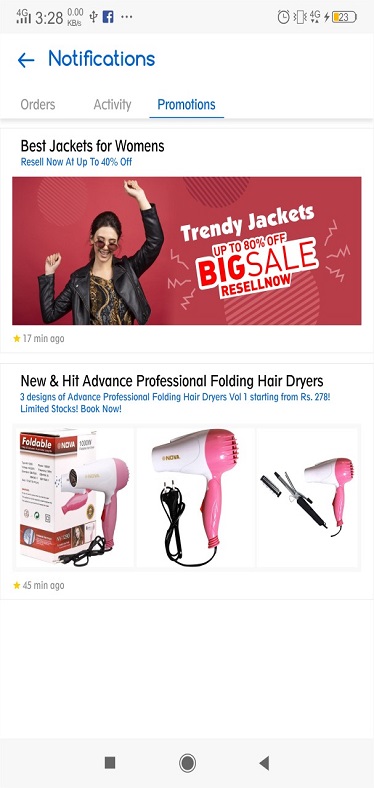 4G 3:28 0.00 KB/s ... 4G 23
Notifications
Orders Activity Promotions
Best Jackets for Womens
Resell Now At Up To 40% Off
Trendy Jackets
UP TO 80% OFF
BIGSALE
RESELLNOW
17 min ago
New & Hit Advance Professional Folding Hair Dryers
3 designs of Advance Professional Folding Hair Dryers Vol 1 starting from Rs. 278!
Limited Stocks! Book Now!
Foldable
NOVA 1000W
NOVA
45 min ago